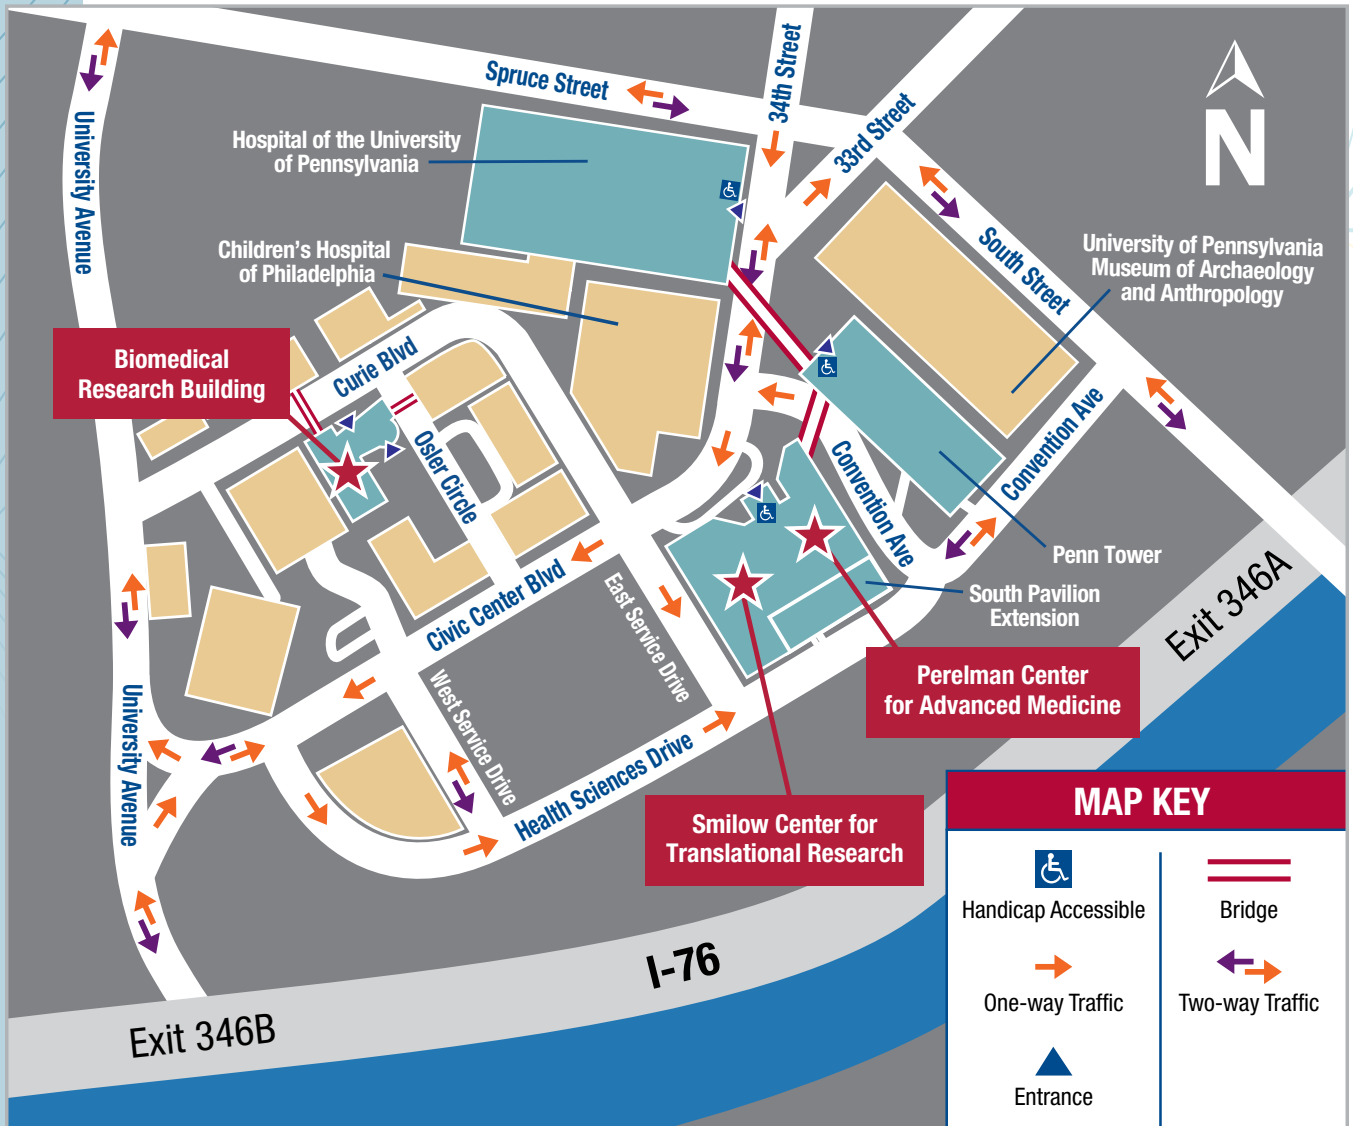 34th Street
Spruce Street
33rd Street
University Avenue
Hospital of the University
of Pennsylvania
Children's Hospital
of Philadelphia
N
South Street
University of Pennsylvania
Museum of Archaeology
and Anthropology
Biomedical
Research Building
Curie Blvd
Osler Circle
Convention Ave
Convention Ave
Penn Tower
South Pavilion
Extension
Civic Center Blvd
East Service Drive
Exit 346A
Perelman Center
for Advanced Medicine
University Avenue
West Service Drive
Health Sciences Drive
Smilow Center for
Translational Research
I-76
Exit 346B
MAP KEY
Handicap Accessible
Bridge
One-way Traffic
Two-way Traffic
Entrance